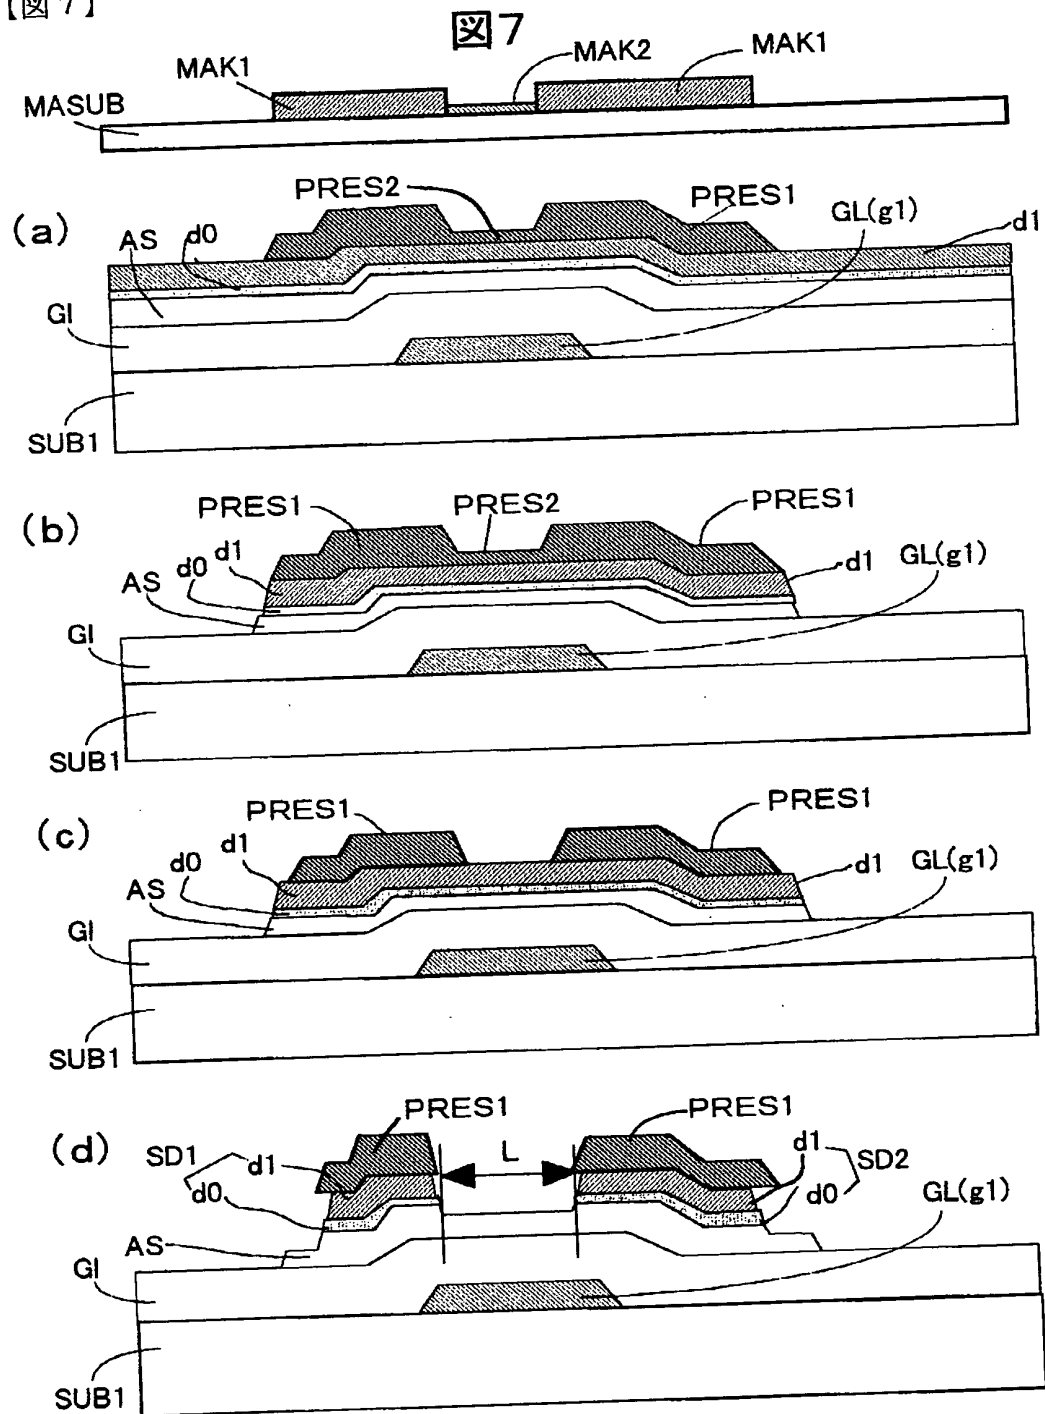 【図7】
図7
MAK1
MAK2
MAK1
MASUB
(a)
PRES2
PRES1
GL(g1)
d1
AS
d0
GI
SUB1
(b)
PRES1
PRES2
PRES1
GL(g1)
d1
d0
AS
d1
GI
SUB1
(c)
PRES1
PRES1
d1
d0
AS
d1
GL(g1)
GI
SUB1
(d)
PRES1
L
PRES1
SD1
d1
d0
d1
SD2
d0
GL(g1)
AS
GI
SUB1